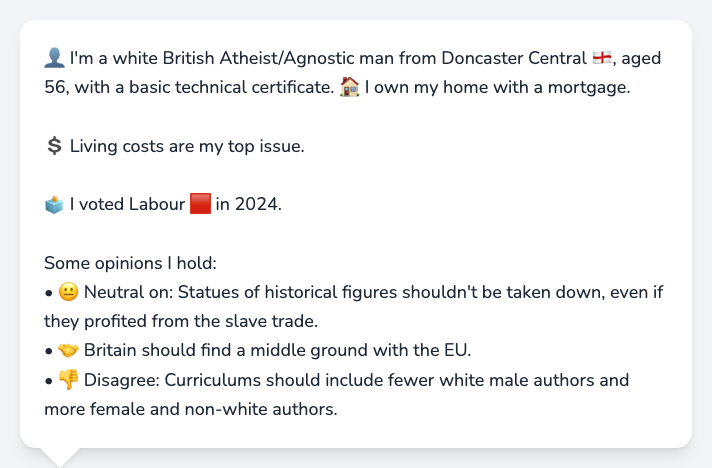 👤 I'm a white British Atheist/Agnostic man from Doncaster Central 🏴󠁧󠁢󠁥󠁮󠁧󠁿, aged
56, with a basic technical certificate. 🏠 I own my home with a mortgage.
💲 Living costs are my top issue.
🗳️ I voted Labour 🟥 in 2024.
Some opinions I hold:
• 😐 Neutral on: Statues of historical figures shouldn't be taken down, even if
they profited from the slave trade.
• 🤝 Britain should find a middle ground with the EU.
• 👎 Disagree: Curriculums should include fewer white male authors and
more female and non-white authors.